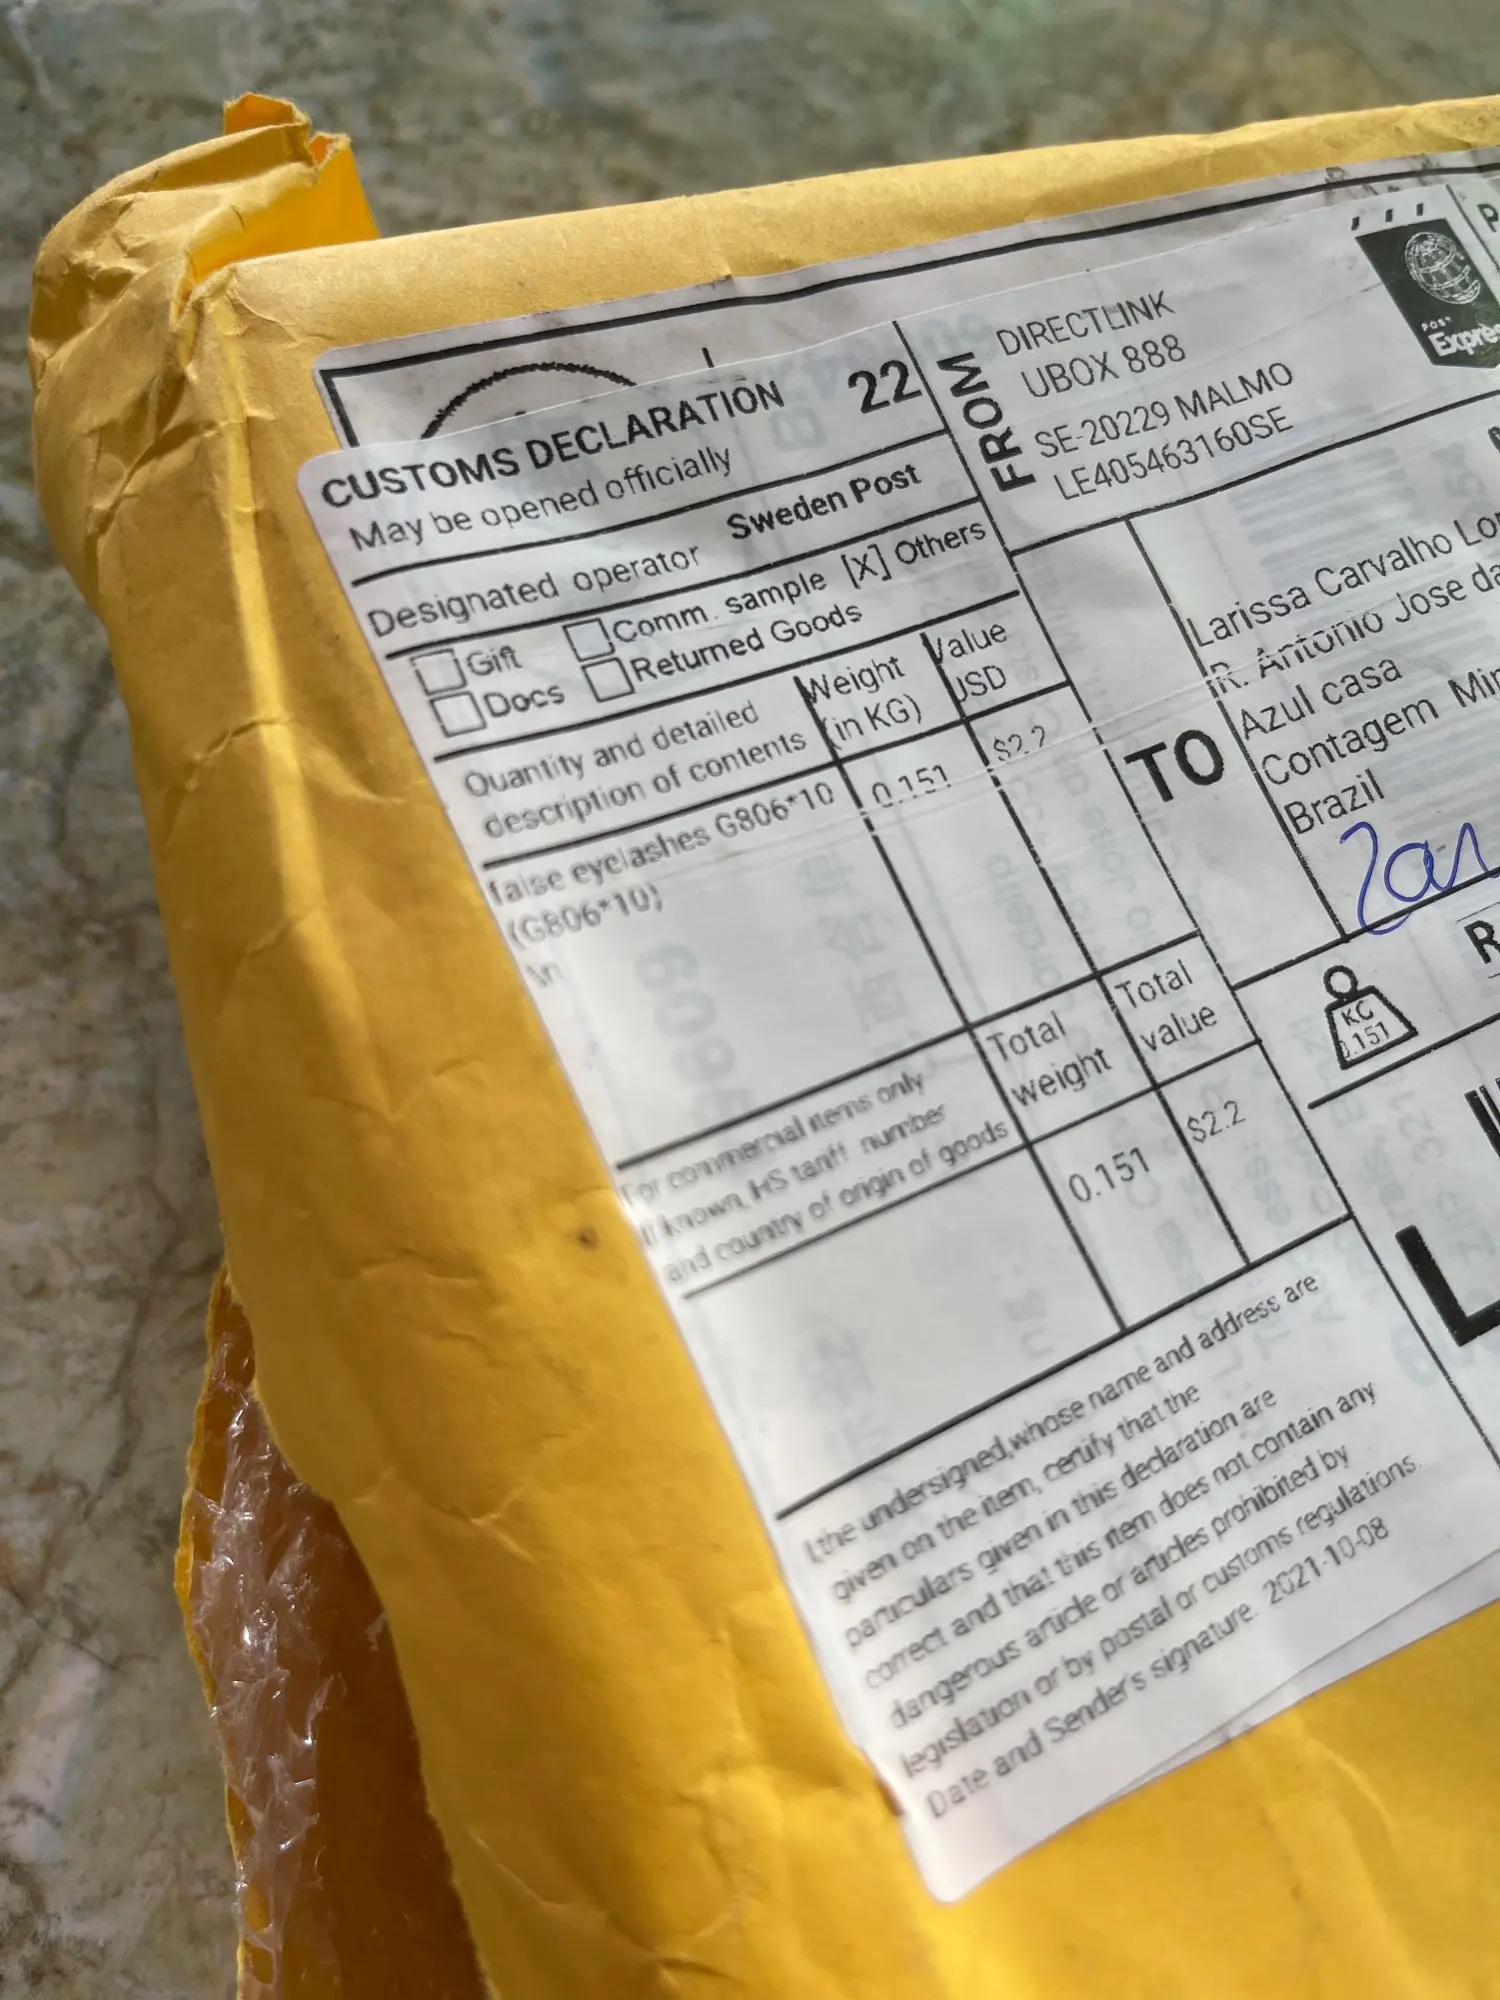 CUSTOMS DECLARATION 22
May be opened officially
Designated operator Sweden Post
Gift
Comm. sample [X] Others
Docs
Returned Goods
Quantity and detailed
description of contents
Weight
(in KG)
Value
USD
false eyelashes G806*10
(G806*10)
\n
0.151
$2.2
For commercial items only
If known, HS tariff number
and country of origin of goods
Total
weight
Total
value
0.151
$2.2
I,the undersigned,whose name and address are
given on the item, certify that the
particulars given in this declaration are
correct and that this item does not contain any
dangerous article or articles prohibited by
legislation or by postal or customs regulations.
Date and Sender's signature. 2021-10-08
FROM
DIRECTLINK
UBOX 888
SE-20229 MALMO
LE405463160SE
POST
TO
Larissa Carvalho
R. Antonio Jose
Azul casa
Contagem
Brazil
KG
0.151
L